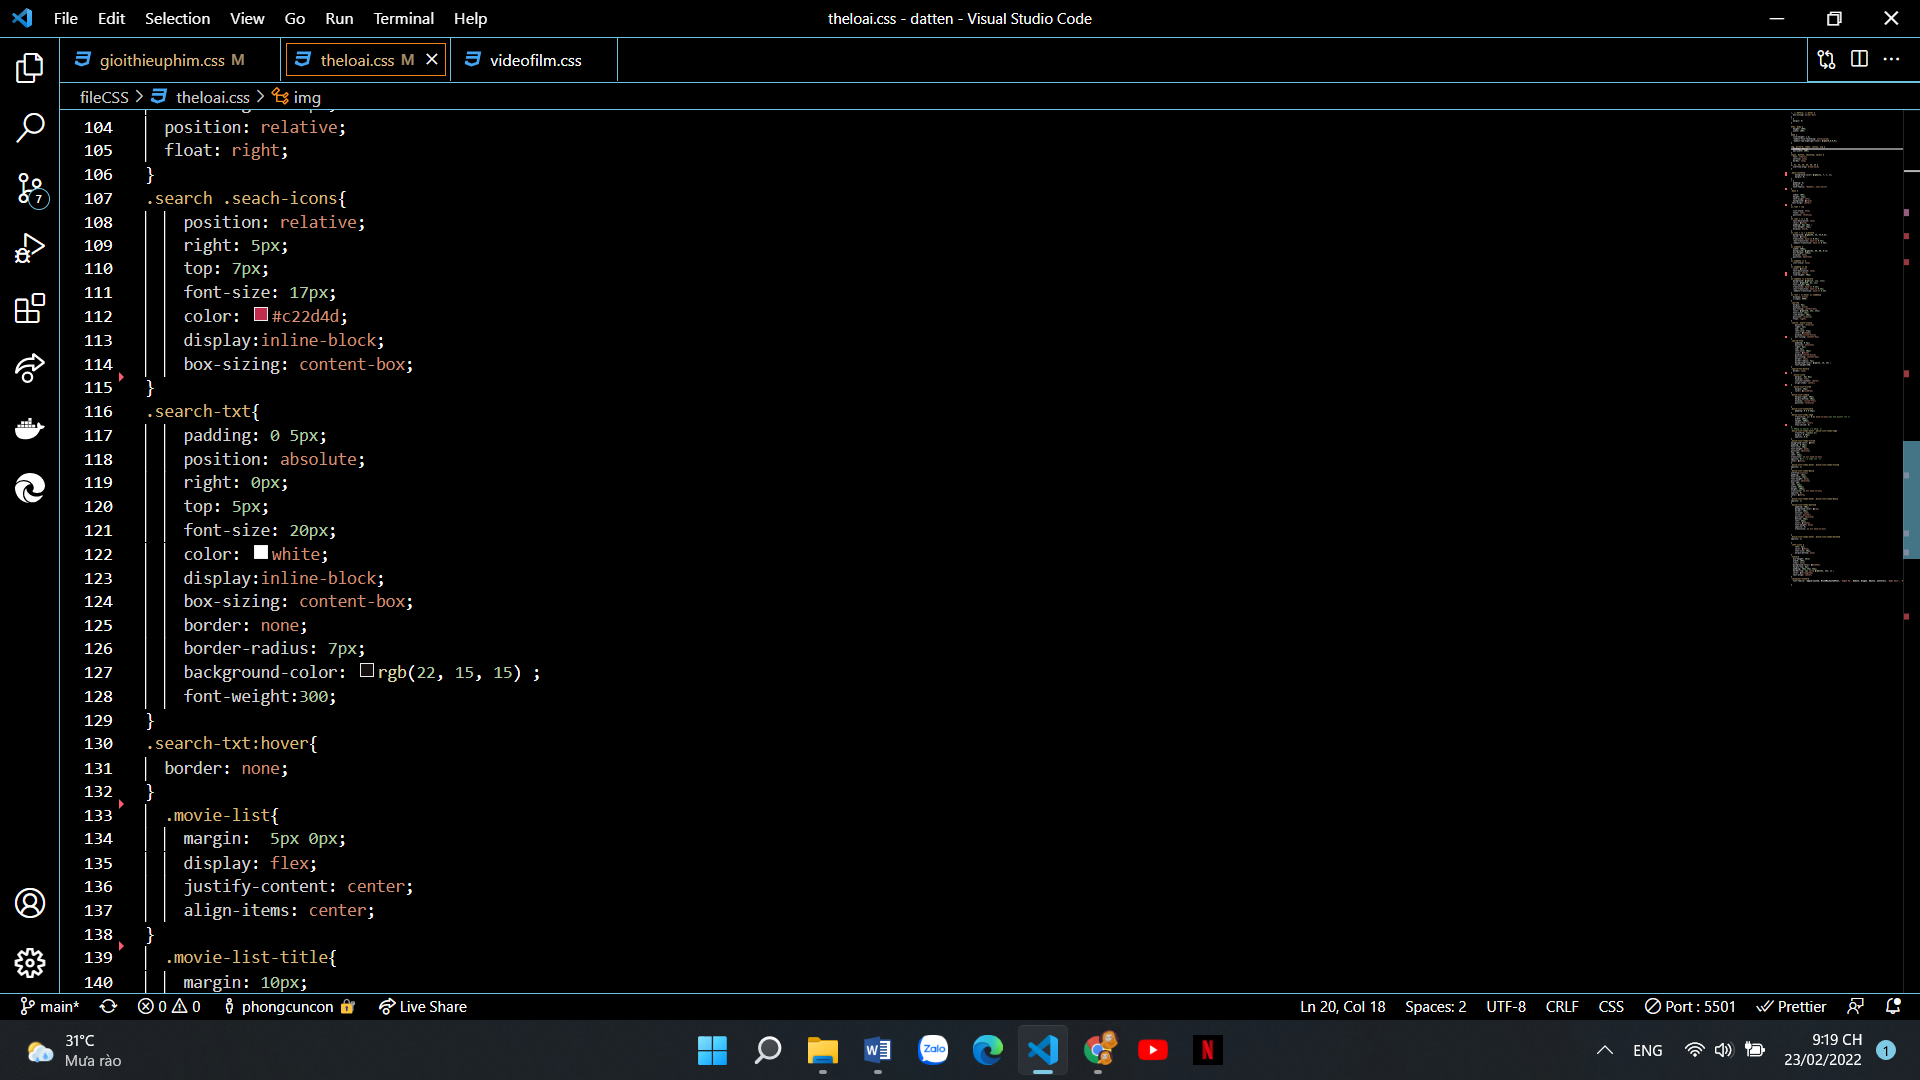 File Edit Selection View Go Run Terminal Help
theloai.css - datten - Visual Studio Code
gioithieuphim.css M
theloai.css M
videofilm.css
fileCSS > theloai.css > img
104 position: relative;
105 float: right;
106 }
107 .search .seach-icons{
108 position: relative;
109 right: 5px;
110 top: 7px;
111 font-size: 17px;
112 color: #c22d4d;
113 display:inline-block;
114 box-sizing: content-box;
115 }
116 .search-txt{
117 padding: 0 5px;
118 position: absolute;
119 right: 0px;
120 top: 5px;
121 font-size: 20px;
122 color: white;
123 display:inline-block;
124 box-sizing: content-box;
125 border: none;
126 border-radius: 7px;
127 background-color: rgb(22, 15, 15) ;
128 font-weight:300;
129 }
130 .search-txt:hover{
131 border: none;
132 }
133 .movie-list{
134 margin:  5px 0px;
135 display: flex;
136 justify-content: center;
137 align-items: center;
138 }
139 .movie-list-title{
140 margin: 10px;
7
main* 0 0 phongcuncon Live Share
Ln 20, Col 18 Spaces: 2 UTF-8 CRLF CSS Port : 5501 Prettier
31°C
Mưa rào
Zalo
N
ENG
9:19 CH
23/02/2022
1